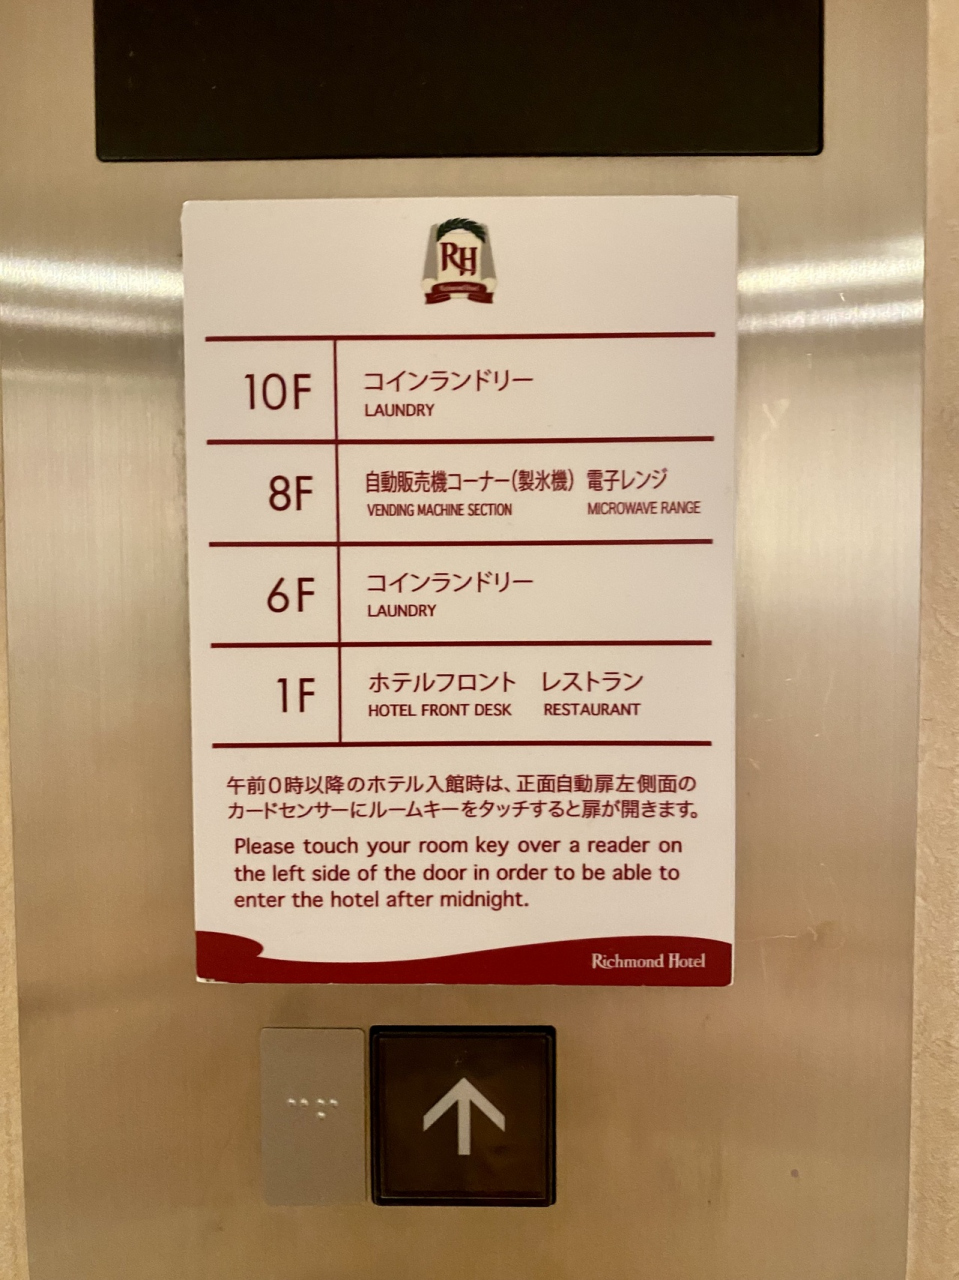 RH
Richmond Hotel
10F
コインランドリー
LAUNDRY
8F
自動販売機コーナー(製氷機) 電子レンジ
VENDING MACHINE SECTION MICROWAVE RANGE
6F
コインランドリー
LAUNDRY
1F
ホテルフロント レストラン
HOTEL FRONT DESK RESTAURANT
午前0時以降のホテル入館時は、正面自動扉左側面の
カードセンサーにルームキーをタッチすると扉が開きます。
Please touch your room key over a reader on
the left side of the door in order to be able to
enter the hotel after midnight.
Richmond Hotel